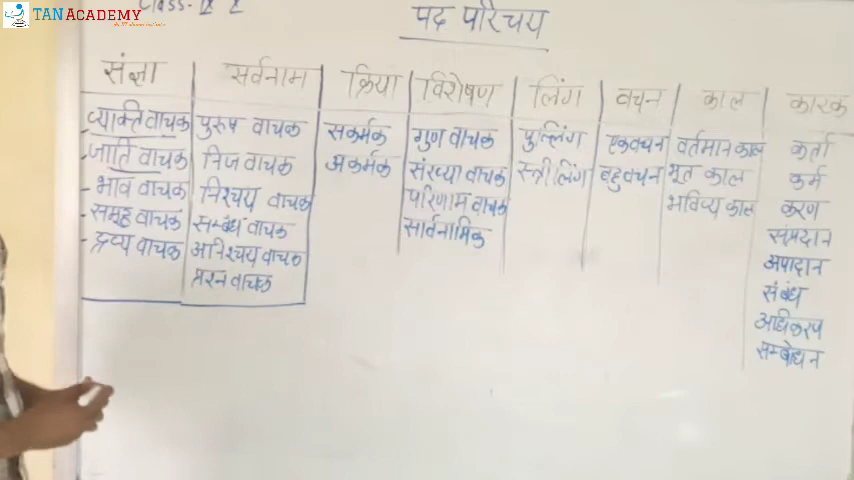 TAN ACADEMY
Class- IX
पद परिचय
संज्ञा सर्वनाम क्रिया विशेषण लिंग वचन काल कारक
- व्यक्ति वाचक पुरुष वाचक सकर्मक गुण वाचक पुल्लिंग एकवचन वर्तमान काल कर्ता
- जाति वाचक निज वाचक अकर्मक संख्या वाचक स्त्री लिंग बहुवचन भूत काल कर्म
- भाव वाचक निश्चय वाचक परिणाम वाचक भविष्य काल करण
- समूह वाचक सम्बंध वाचक सार्वनामिक संप्रदान
- द्रव्य वाचक अनिश्चय वाचक अपादान
प्रश्न वाचक संबंध
अधिकरण
सम्बोधन